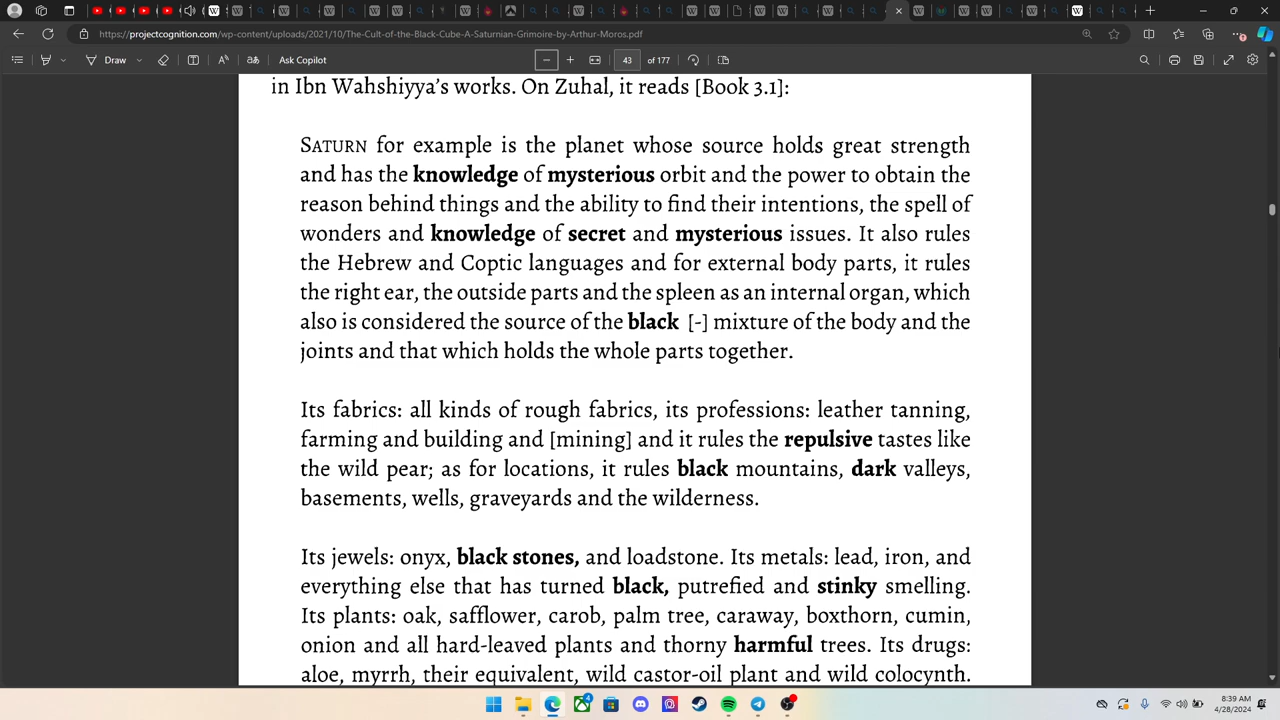 https://projectcognition.com/wp-content/uploads/2021/10/The-Cult-of-the-Black-Cube-A-Saturnian-Grimoire-by-Arthur-Moros.pdf
Draw
Ask Copilot
43 of 177
in Ibn Wahshiyya’s works. On Zuhal, it reads [Book 3.1]:
SATURN for example is the planet whose source holds great strength
and has the knowledge of mysterious orbit and the power to obtain the
reason behind things and the ability to find their intentions, the spell of
wonders and knowledge of secret and mysterious issues. It also rules
the Hebrew and Coptic languages and for external body parts, it rules
the right ear, the outside parts and the spleen as an internal organ, which
also is considered the source of the black [-] mixture of the body and the
joints and that which holds the whole parts together.
Its fabrics: all kinds of rough fabrics, its professions: leather tanning,
farming and building and [mining] and it rules the repulsive tastes like
the wild pear; as for locations, it rules black mountains, dark valleys,
basements, wells, graveyards and the wilderness.
Its jewels: onyx, black stones, and loadstone. Its metals: lead, iron, and
everything else that has turned black, putrefied and stinky smelling.
Its plants: oak, safflower, carob, palm tree, caraway, boxthorn, cumin,
onion and all hard-leaved plants and thorny harmful trees. Its drugs:
aloe, myrrh, their equivalent, wild castor-oil plant and wild colocynth.
8:39 AM
4/28/2024